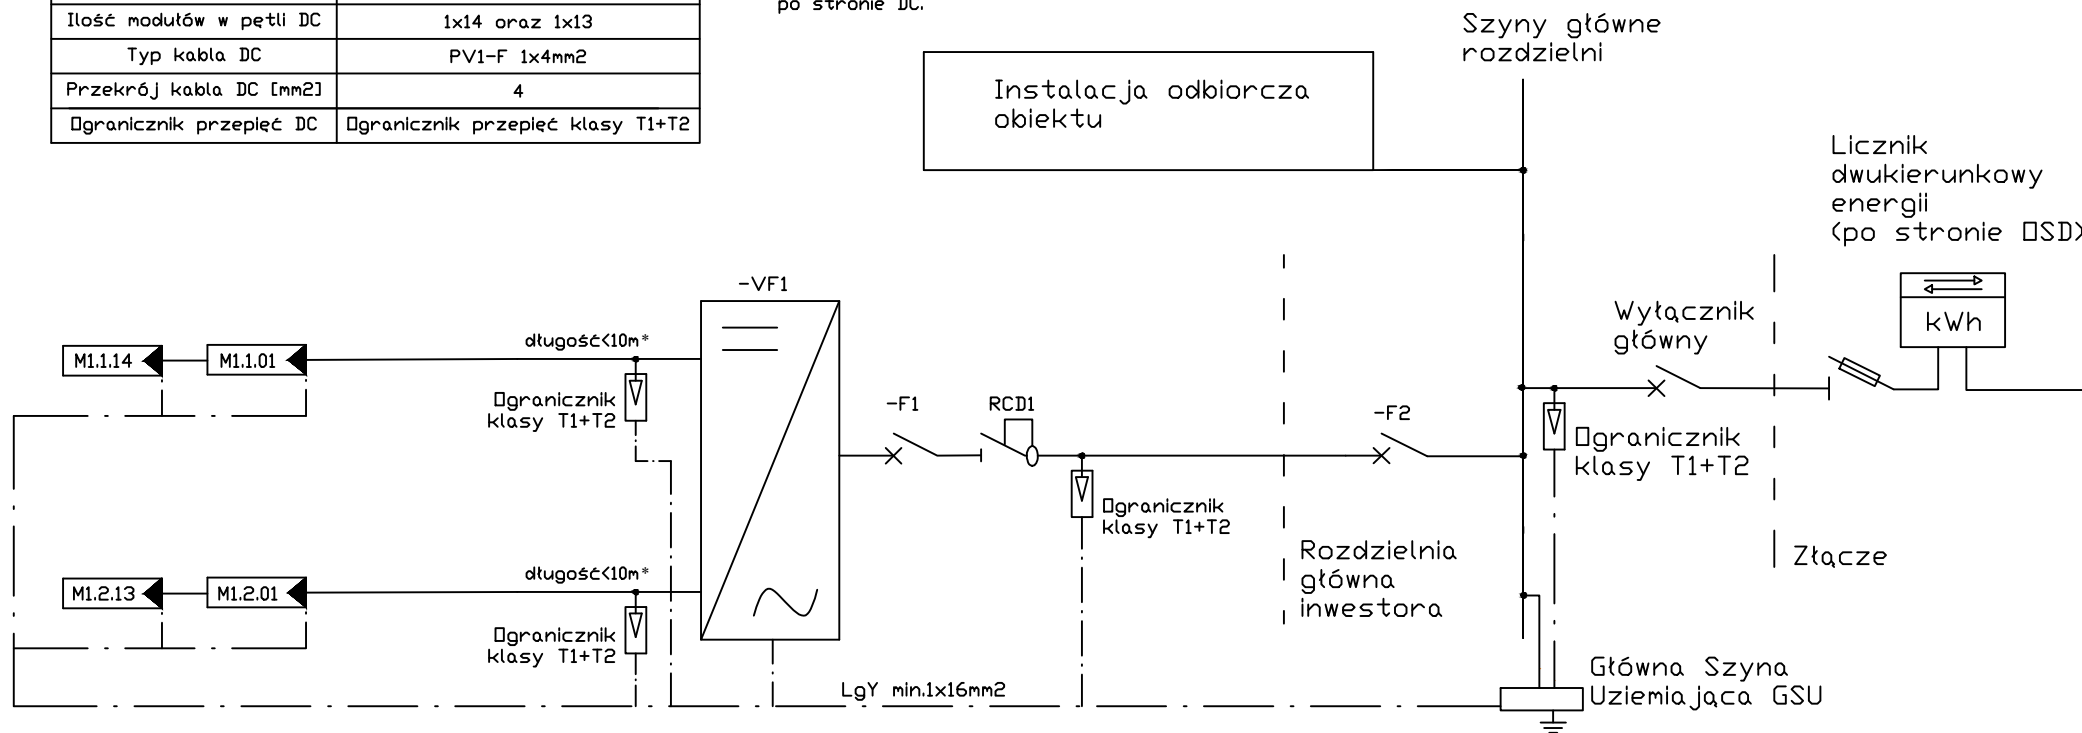 Ilość modułów w pętli DC 1x14 oraz 1x13
Typ kabla DC PV1-F 1x4mm2
Przekrój kabla DC [mm2] 4
Ogranicznik przepięć DC Ogranicznik przepięć klasy T1+T2
po stronie DC.
Szyny główne
rozdzielni
Instalacja odbiorcza
obiektu
Licznik
dwukierunkowy
energii
(po stronie OSD)
kWh
Wyłącznik
główny
-VF1
długość<10m*
M1.1.14 M1.1.01
Ogranicznik
klasy T1+T2
-F1
RCD1
-F2
Ogranicznik
klasy T1+T2
Ogranicznik
klasy T1+T2
Rozdzielnia
główna
inwestora
Złącze
długość<10m*
M1.2.13 M1.2.01
Ogranicznik
klasy T1+T2
LgY min.1x16mm2
Główna Szyna
Uziemiająca GSU